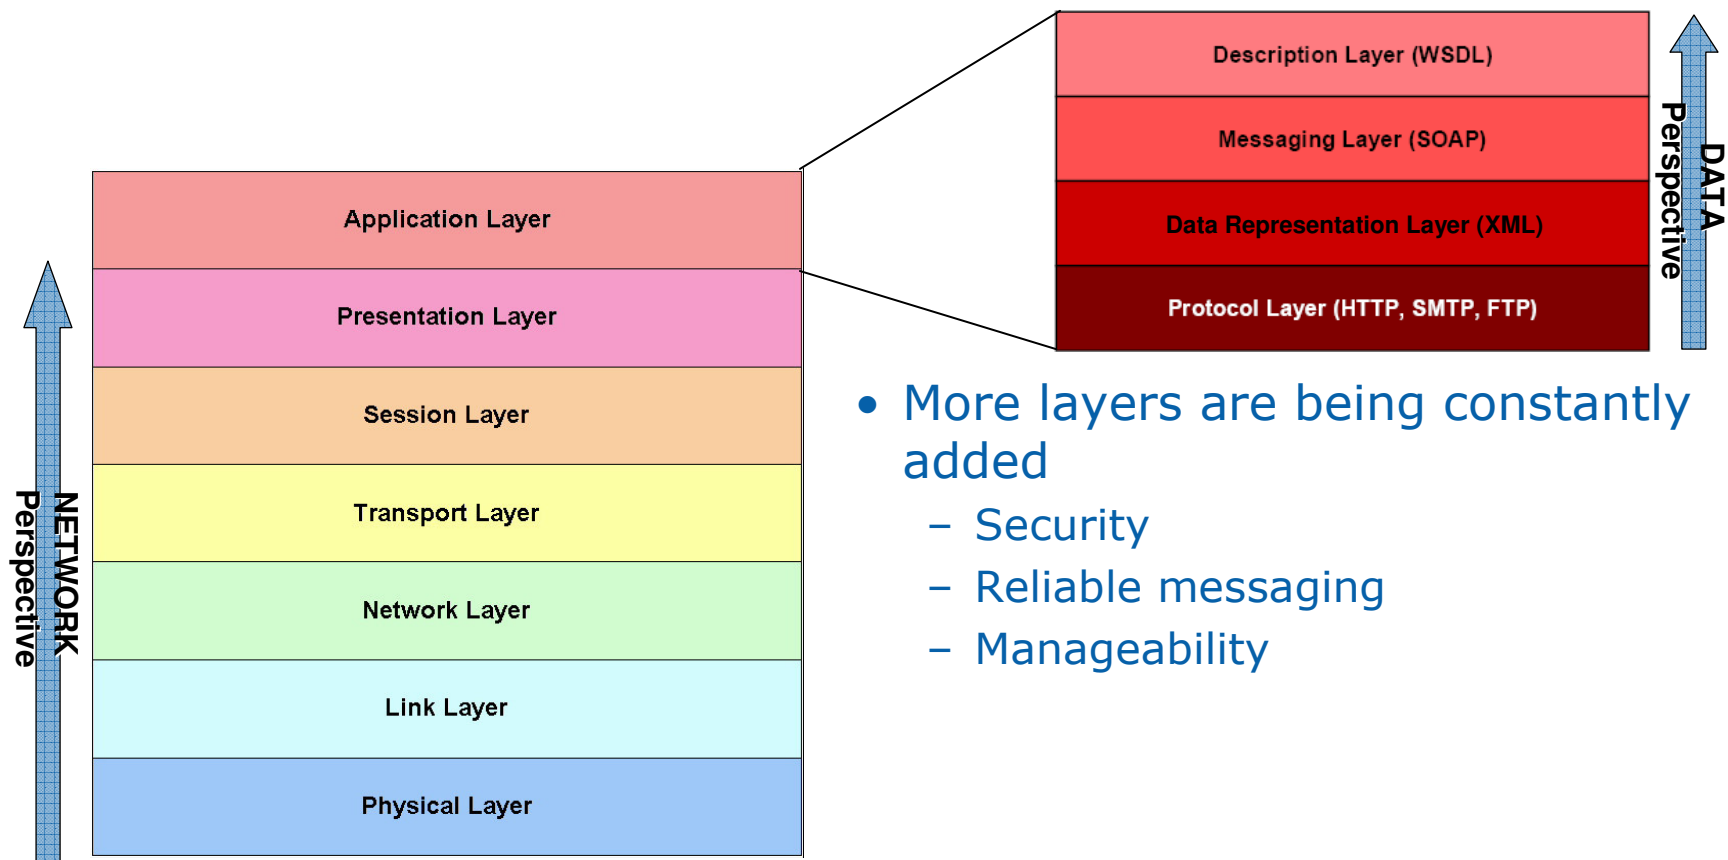 Application Layer
Presentation Layer
Session Layer
Transport Layer
Network Layer
Link Layer
Physical Layer
NETWORK
Perspective
Description Layer (WSDL)
Messaging Layer (SOAP)
Data Representation Layer (XML)
Protocol Layer (HTTP, SMTP, FTP)
DATA
Perspective
• More layers are being constantly
added
– Security
– Reliable messaging
– Manageability